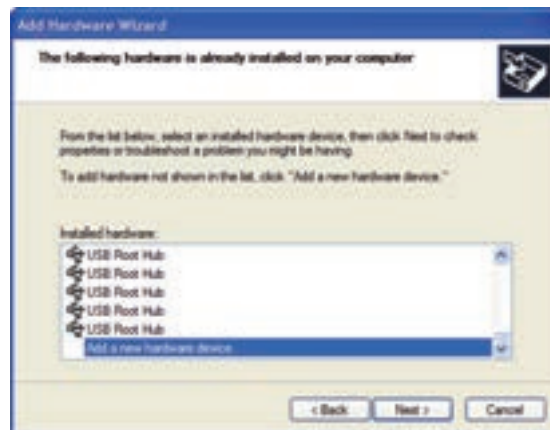 Add Hardware Wizard
The following hardware is already installed on your computer
From the list below, select an installed hardware device, then click Next to check
properties or troubleshoot a problem you might be having.
To add hardware not shown in the list, click "Add a new hardware device."
Installed hardware:
USB Root Hub
USB Root Hub
USB Root Hub
USB Root Hub
USB Root Hub
Add a new hardware device
< Back
Next >
Cancel